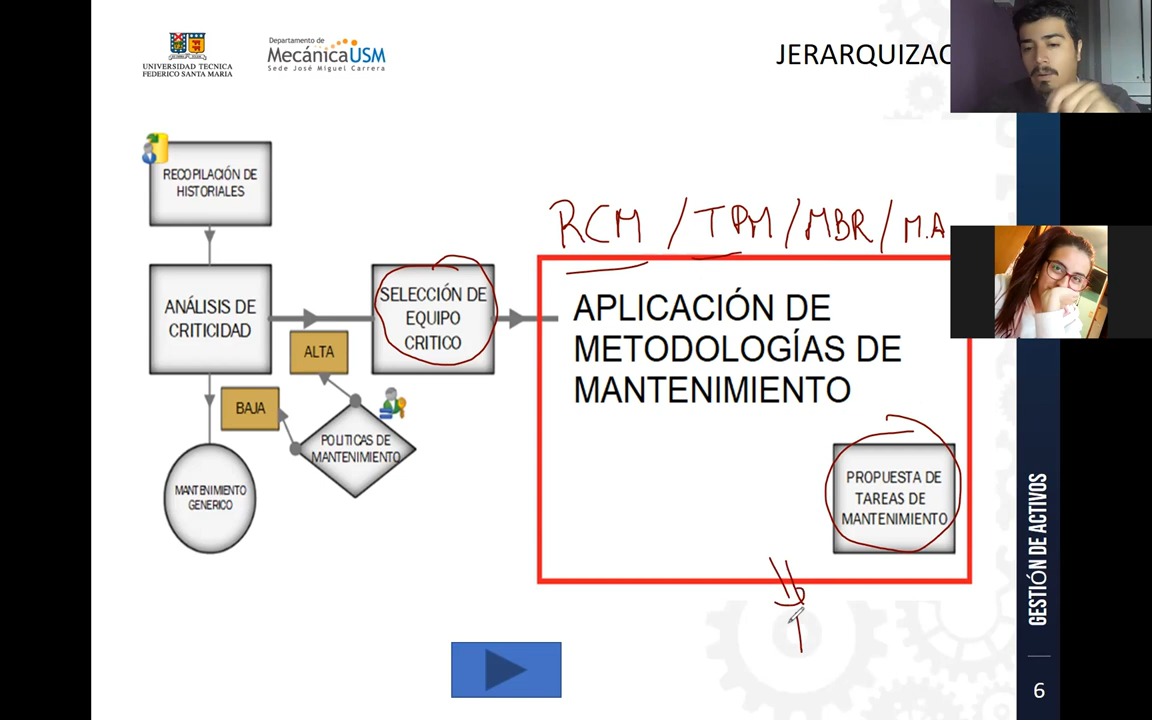 UNIVERSIDAD TECNICA
FEDERICO SANTA MARIA
Departamento de
MecánicaUSM
Sede José Miguel Carrera
JERARQUIZAC
RECOPILACIÓN DE
HISTORIALES
ANÁLISIS DE
CRITICIDAD
ALTA
BAJA
SELECCIÓN DE
EQUIPO
CRITICO
POLITICAS DE
MANTENIMIENTO
MANTENIMIENTO
GENERICO
RCM / TPM / MBR / M.A
APLICACIÓN DE
METODOLOGÍAS DE
MANTENIMIENTO
PROPUESTA DE
TAREAS DE
MANTENIMIENTO
GESTIÓN DE ACTIVOS
6